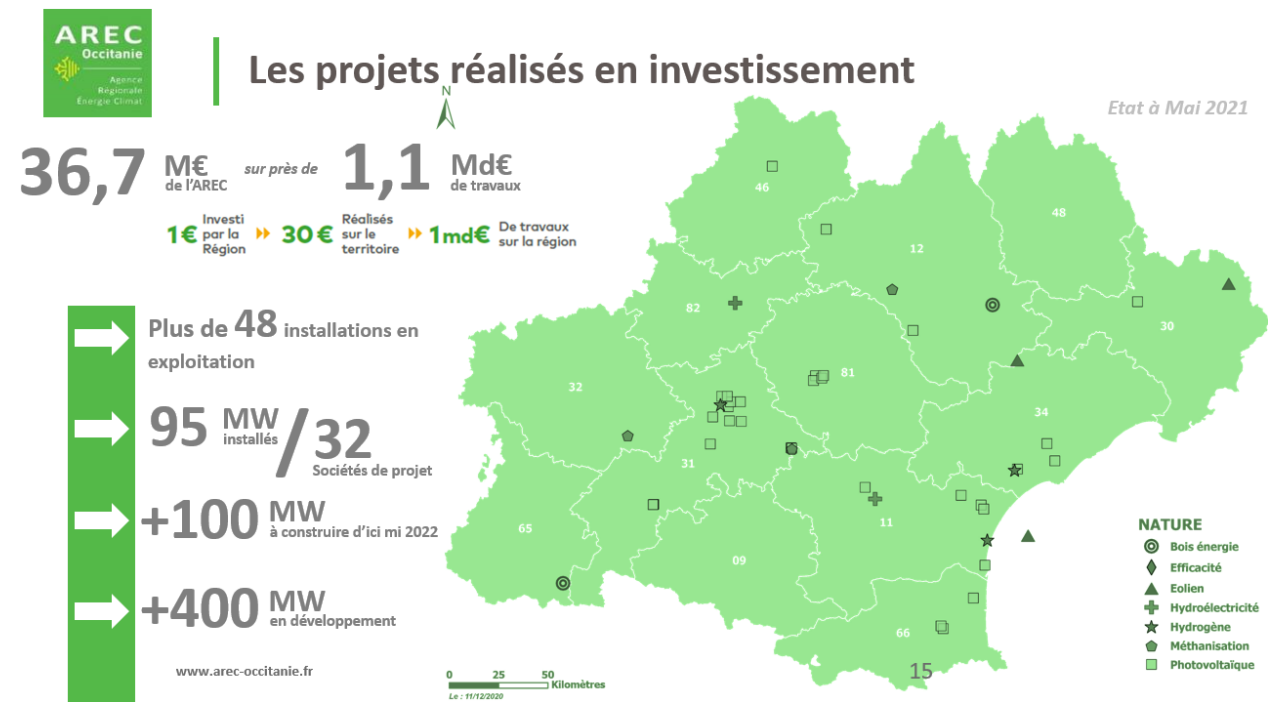 AREC
Occitanie
Agence
Régionale
Énergie Climat
Les projets réalisés en investissement
Etat à Mai 2021
36,7 M€ de l'AREC sur près de 1,1 Md€ de travaux
1€ Investi par la Région 30€ Réalisés sur le territoire 1md€ De travaux sur la région
Plus de 48 installations en
exploitation
95 MW installés / 32 Sociétés de projet
+100 MW à construire d'ici mi 2022
+400 MW en développement
www.arec-occitanie.fr
N
46
48
12
82
30
32
81
34
31
65
11
09
66
15
NATURE
Bois énergie
Efficacité
Eolien
Hydroélectricité
Hydrogène
Méthanisation
Photovoltaïque
0 25 50
Kilomètres
Le : 11/12/2020